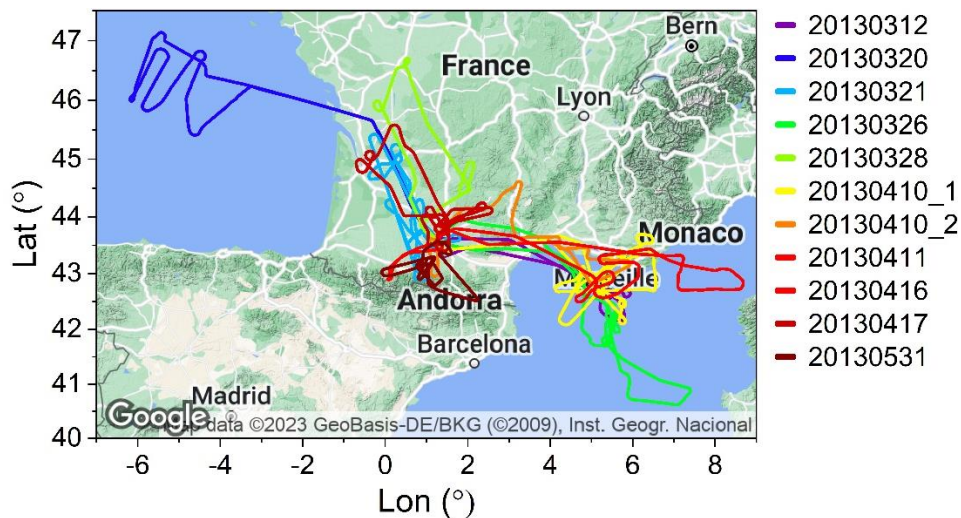 47
46
45
44
43
42
41
40
Lat (°)
-6
-4
-2
0
2
4
6
8
Lon (°)
Bern
France
Lyon
Monaco
Andorra
Barcelona
Madrid
Google
data ©2023 GeoBasis-DE/BKG (©2009), Inst. Geogr. Nacional
20130312
20130320
20130321
20130326
20130328
20130410_1
20130410_2
20130411
20130416
20130417
20130531